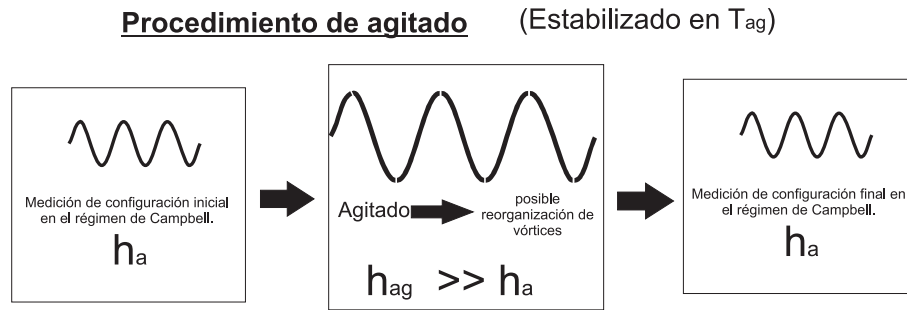 Procedimiento de agitado (Estabilizado en Tag)
Medición de configuración inicial
en el régimen de Campbell.
ha
Agitado
posible
reorganización de
vórtices
hag >> ha
Medición de configuración final en
el régimen de Campbell.
ha